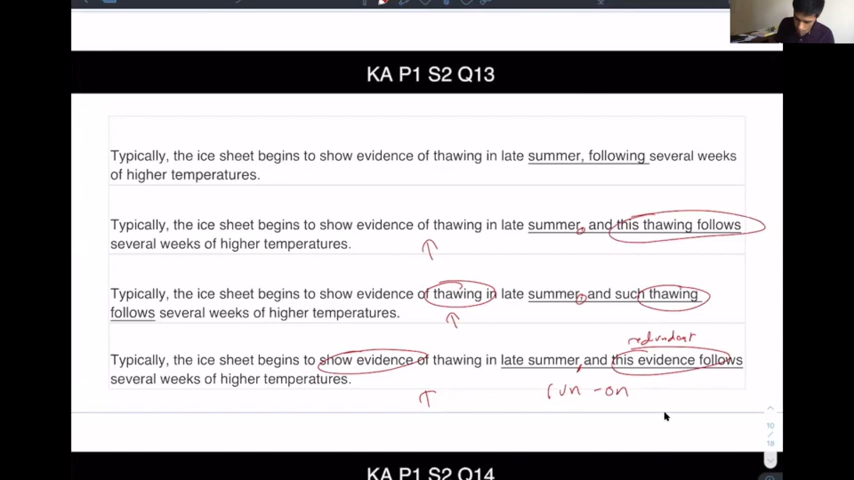 KA P1 S2 Q13
Typically, the ice sheet begins to show evidence of thawing in late summer, following several weeks
of higher temperatures.
Typically, the ice sheet begins to show evidence of thawing in late summer, and this thawing follows
several weeks of higher temperatures.
Typically, the ice sheet begins to show evidence of thawing in late summer, and such thawing
follows several weeks of higher temperatures.
redundant
Typically, the ice sheet begins to show evidence of thawing in late summer, and this evidence follows
several weeks of higher temperatures.
run-on
10
/
18
KA P1 S2 Q14